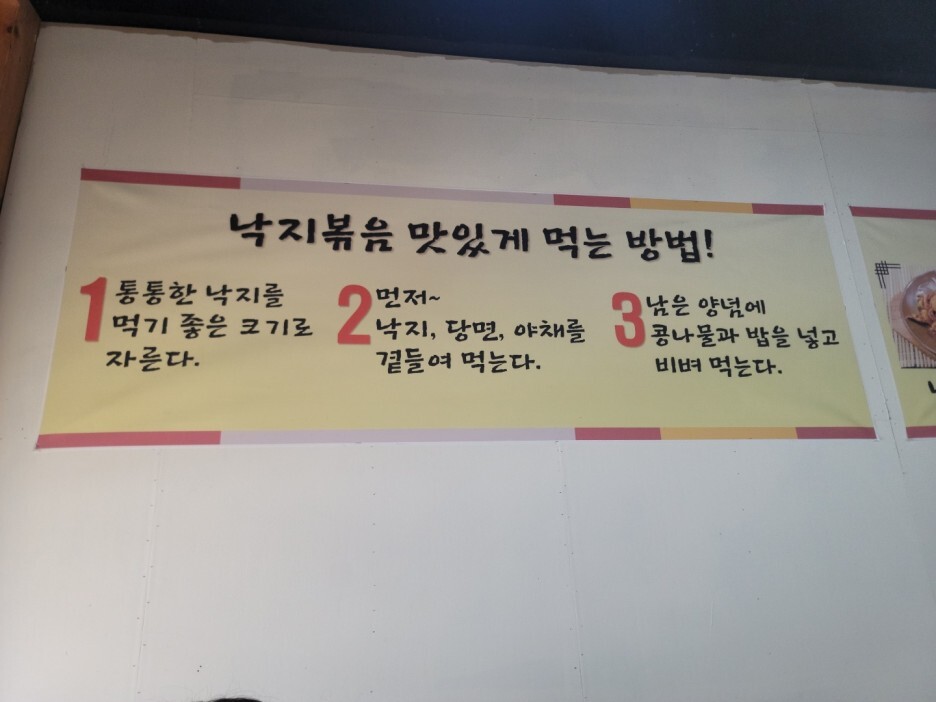 낙지볶음 맛있게 먹는 방법!
1 통통한 낙지를
먹기 좋은 크기로
자른다.
2 먼저~
낙지, 당면, 야채를
곁들여 먹는다.
3 남은 양념에
콩나물과 밥을 넣고
비벼 먹는다.